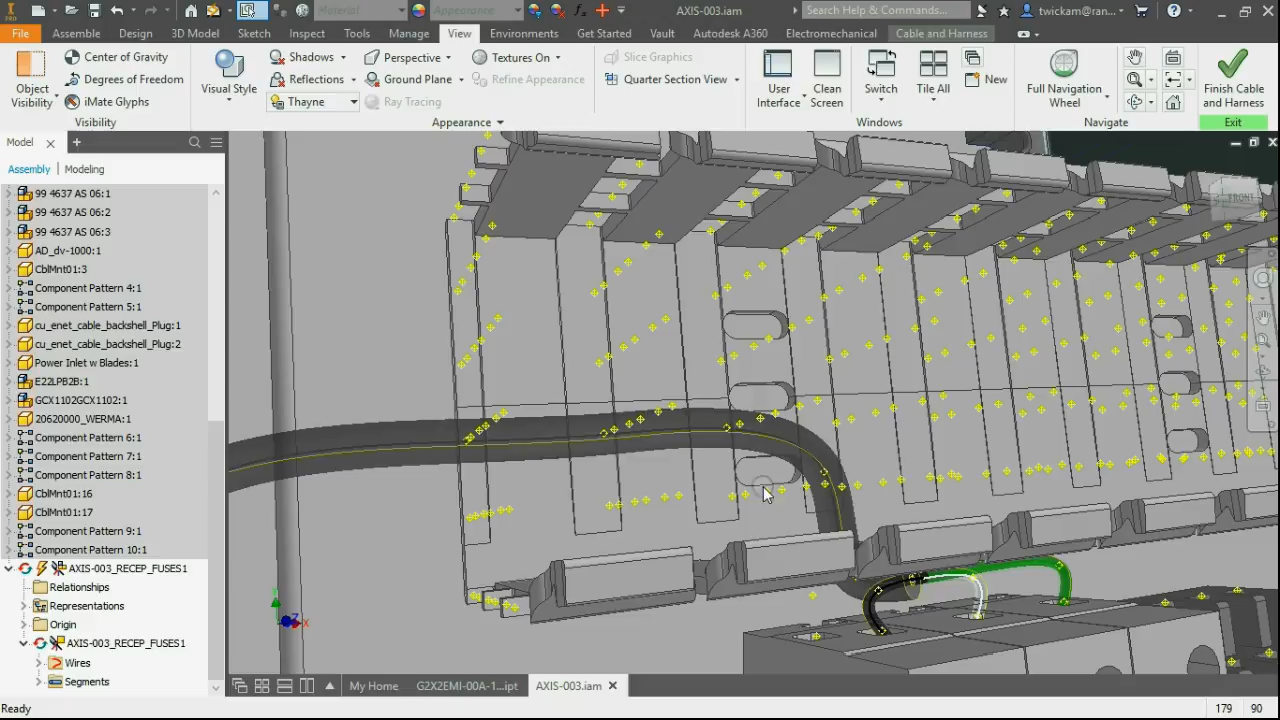 PRO
Material
Appearance
AXIS-003.iam
Search Help & Commands...
twickam@ran...
File
Assemble
Design
3D Model
Sketch
Inspect
Tools
Manage
View
Environments
Get Started
Vault
Autodesk A360
Electromechanical
Cable and Harness
Object Visibility
Center of Gravity
Degrees of Freedom
iMate Glyphs
Visibility
Visual Style
Shadows
Reflections
Thayne
Perspective
Ground Plane
Ray Tracing
Textures On
Refine Appearance
Appearance
Slice Graphics
Quarter Section View
User Interface
Clean Screen
Switch
Tile All
New
Windows
Full Navigation Wheel
Navigate
Finish Cable and Harness
Exit
Model
Assembly
Modeling
99 4637 AS 06:1
99 4637 AS 06:2
99 4637 AS 06:3
AD_dv-1000:1
CblMnt01:3
Component Pattern 4:1
Component Pattern 5:1
cu_enet_cable_backshell_Plug:1
cu_enet_cable_backshell_Plug:2
Power Inlet w Blades:1
E22LPB2B:1
GCX1102GCX1102:1
20620000_WERMA:1
Component Pattern 6:1
Component Pattern 7:1
Component Pattern 8:1
CblMnt01:16
CblMnt01:17
Component Pattern 9:1
Component Pattern 10:1
AXIS-003_RECEP_FUSES1
Relationships
Representations
Origin
AXIS-003_RECEP_FUSES1
Wires
Segments
FRONT
Y
Z
X
My Home
G2X2EMI-00A-1...ipt
AXIS-003.iam
Ready
179
90